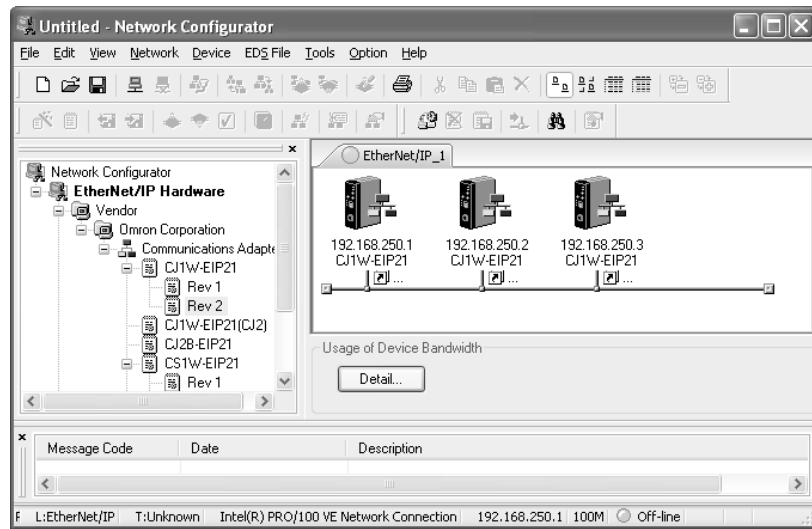 Untitled - Network Configurator
File Edit View Network Device EDS File Tools Option Help
Network Configurator
EtherNet/IP Hardware
Vendor
Omron Corporation
Communications Adapte
CJ1W-EIP21
Rev 1
Rev 2
CJ1W-EIP21(CJ2)
CJ2B-EIP21
CS1W-EIP21
Rev 1
EtherNet/IP_1
192.168.250.1 192.168.250.2 192.168.250.3
CJ1W-EIP21 CJ1W-EIP21 CJ1W-EIP21
... ... ...
Usage of Device Bandwidth
Detail...
Message Code Date Description
L:EtherNet/IP T:Unknown Intel(R) PRO/100 VE Network Connection 192.168.250.1 100M Off-line